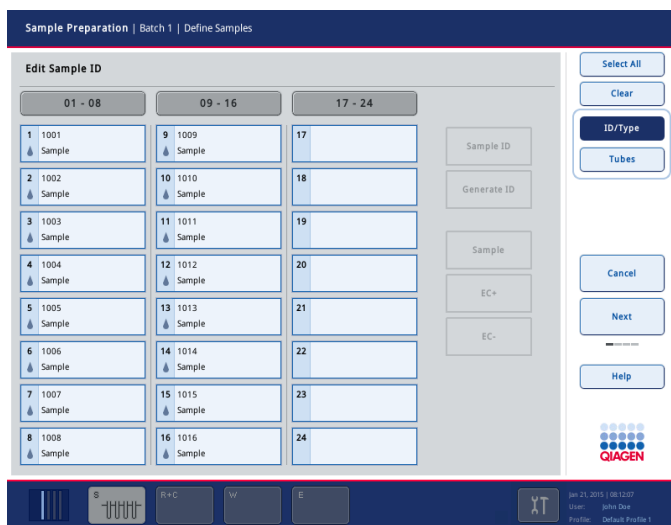 Sample Preparation | Batch 1 | Define Samples
Edit Sample ID
01 - 08
09 - 16
17 - 24
1 1001
Sample
2 1002
Sample
3 1003
Sample
4 1004
Sample
5 1005
Sample
6 1006
Sample
7 1007
Sample
8 1008
Sample
9 1009
Sample
10 1010
Sample
11 1011
Sample
12 1012
Sample
13 1013
Sample
14 1014
Sample
15 1015
Sample
16 1016
Sample
17
18
19
20
21
22
23
24
Sample ID
Generate ID
Sample
EC+
EC-
Select All
Clear
ID/Type
Tubes
Cancel
Next
Help
QIAGEN
S
R+C
W
E
Jan 21, 2015 | 08:12:07
User: John Doe
Profile: Default Profile 1